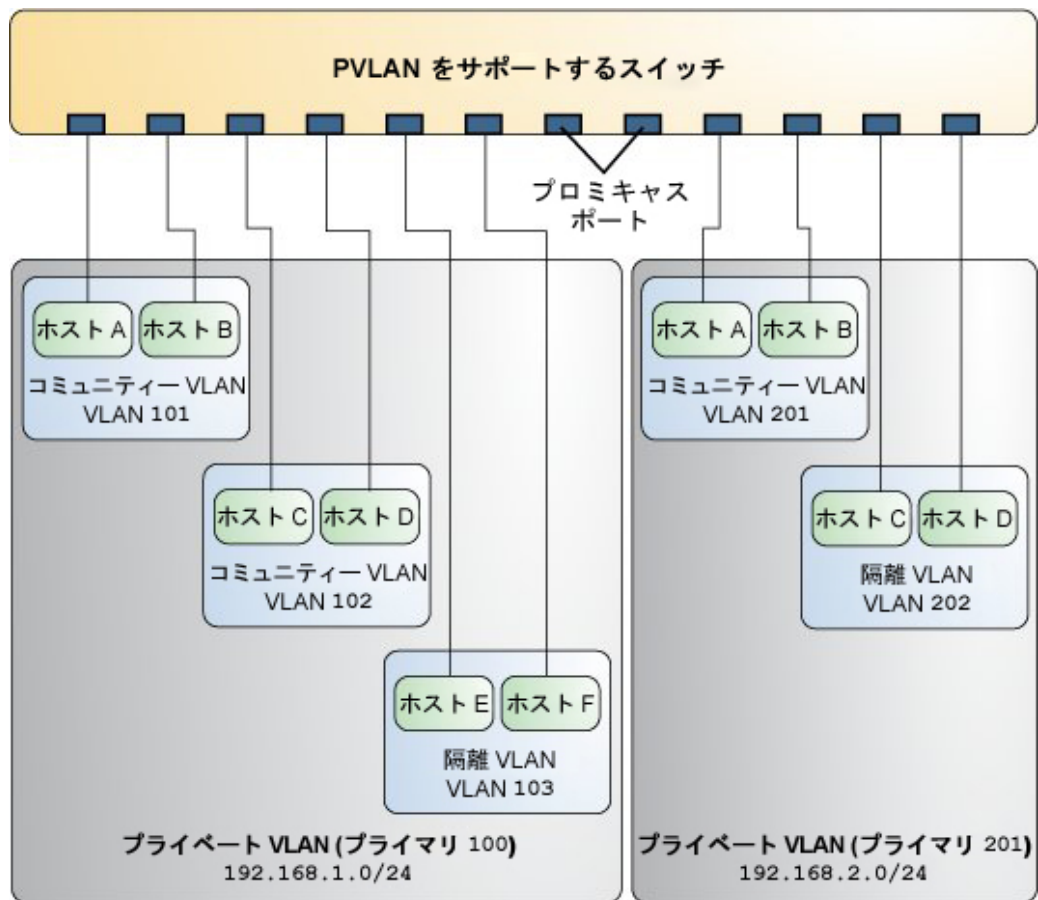 PVLAN をサポートするスイッチ
プロミキャス
ポート
ホスト A
ホスト B
コミュニティー VLAN
VLAN 101
ホスト C
ホスト D
コミュニティー VLAN
VLAN 102
ホスト E
ホスト F
隔離 VLAN
VLAN 103
プライベート VLAN (プライマリ 100)
192.168.1.0/24
ホスト A
ホスト B
コミュニティー VLAN
VLAN 201
ホスト C
ホスト D
隔離 VLAN
VLAN 202
プライベート VLAN (プライマリ 201)
192.168.2.0/24